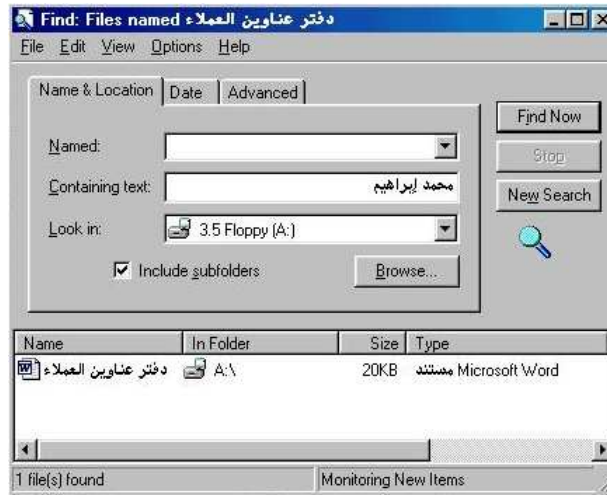 Find: Files named دفتر عناوين العملاء
File Edit View Options Help
Name & Location Date Advanced
Find Now
Named:
Stop
Containing text: محمد إبراهيم
New Search
Look in: 3.5 Floppy (A:)
Include subfolders Browse...
Name In Folder Size Type
دفتر عناوين العملاء A:\ 20KB مستند Microsoft Word
1 file(s) found Monitoring New Items